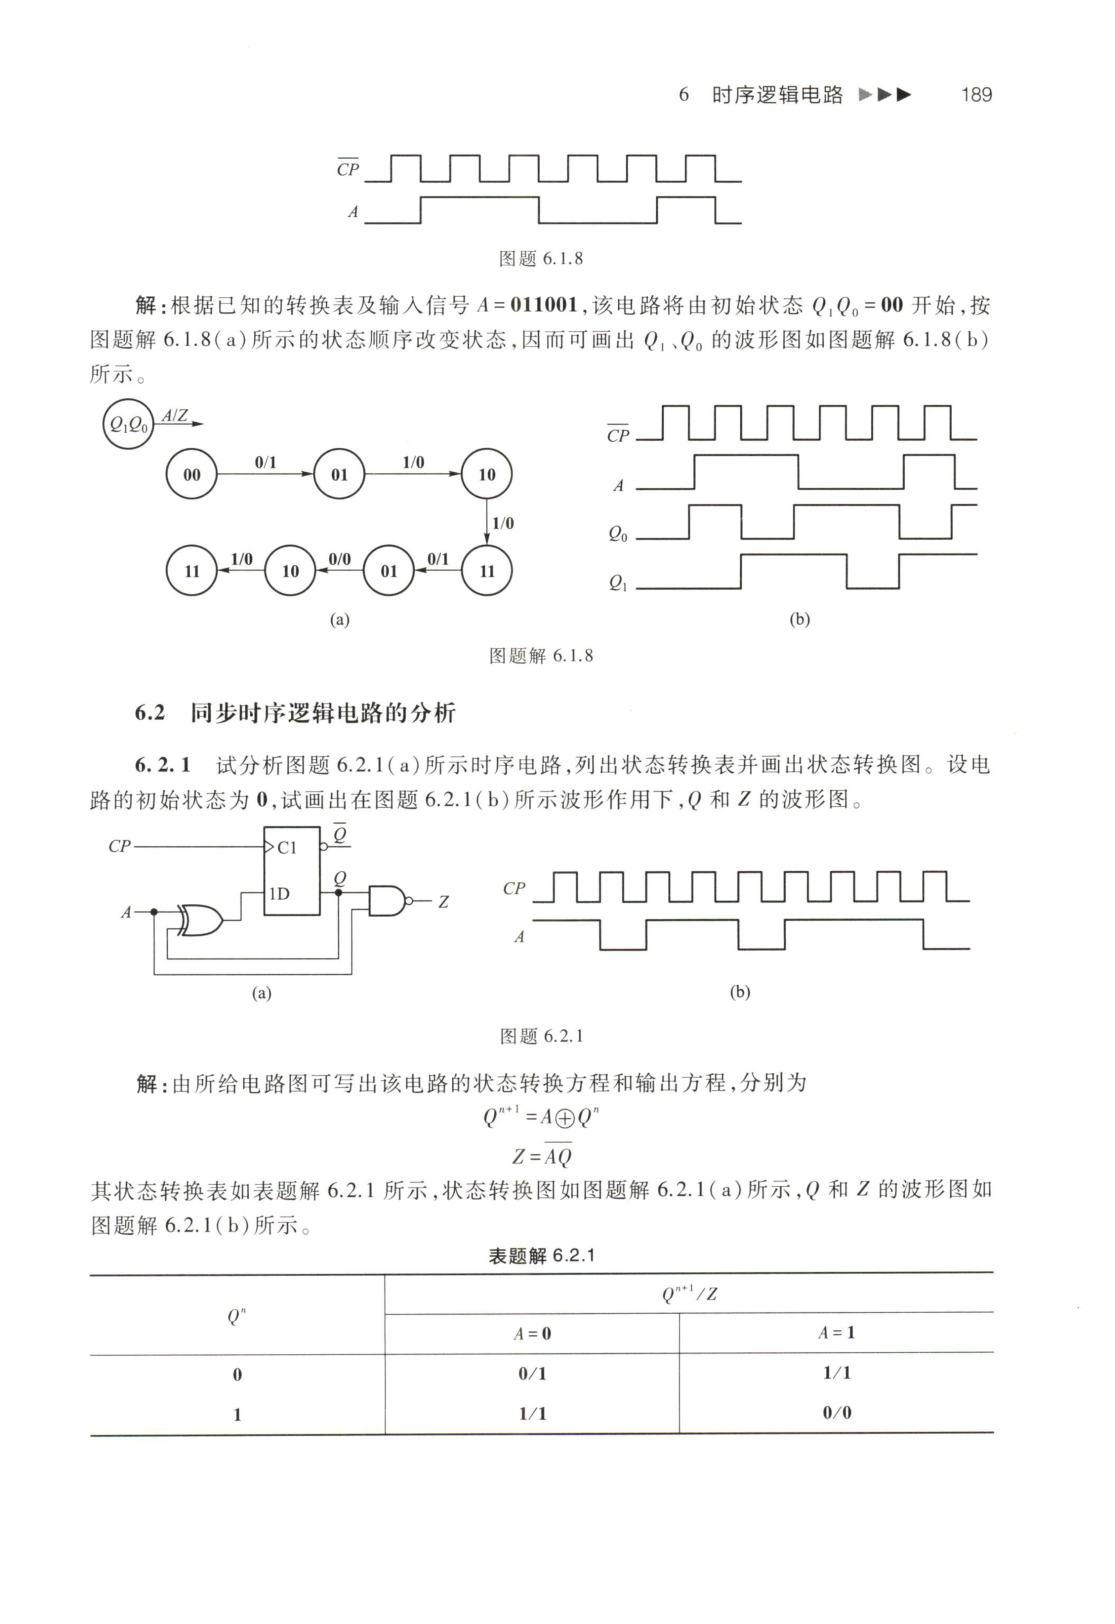 6 时序逻辑电路 ▶▶▶ 189
CP
A
图题 6.1.8
解:根据已知的转换表及输入信号 A=011001,该电路将由初始状态 Q₁Q₀=00 开始,按
图题解 6.1.8(a)所示的状态顺序改变状态,因而可画出 Q₁、Q₀ 的波形图如图题解 6.1.8(b)
所示。
Q₁Q₀ A/Z
00 0/1 01 1/0 10
1/0
11 1/0 10 0/0 01 0/1 11
(a)
CP
A
Q₀
Q₁
(b)
图题解 6.1.8
6.2 同步时序逻辑电路的分析
6.2.1 试分析图题 6.2.1(a)所示时序电路,列出状态转换表并画出状态转换图。设电
路的初始状态为 0,试画出在图题 6.2.1(b)所示波形作用下,Q 和 Z 的波形图。
CP C1 Q̅
1D Q
A Z
(a)
CP
A
(b)
图题 6.2.1
解:由所给电路图可写出该电路的状态转换方程和输出方程,分别为
Qⁿ⁺¹=A⊕Qⁿ
Z=A̅Q̅
其状态转换表如表题解 6.2.1 所示,状态转换图如图题解 6.2.1(a)所示,Q 和 Z 的波形图如
图题解 6.2.1(b)所示。
表题解 6.2.1
Qⁿ Qⁿ⁺¹/Z
A=0 A=1
0 0/1 1/1
1 1/1 0/0